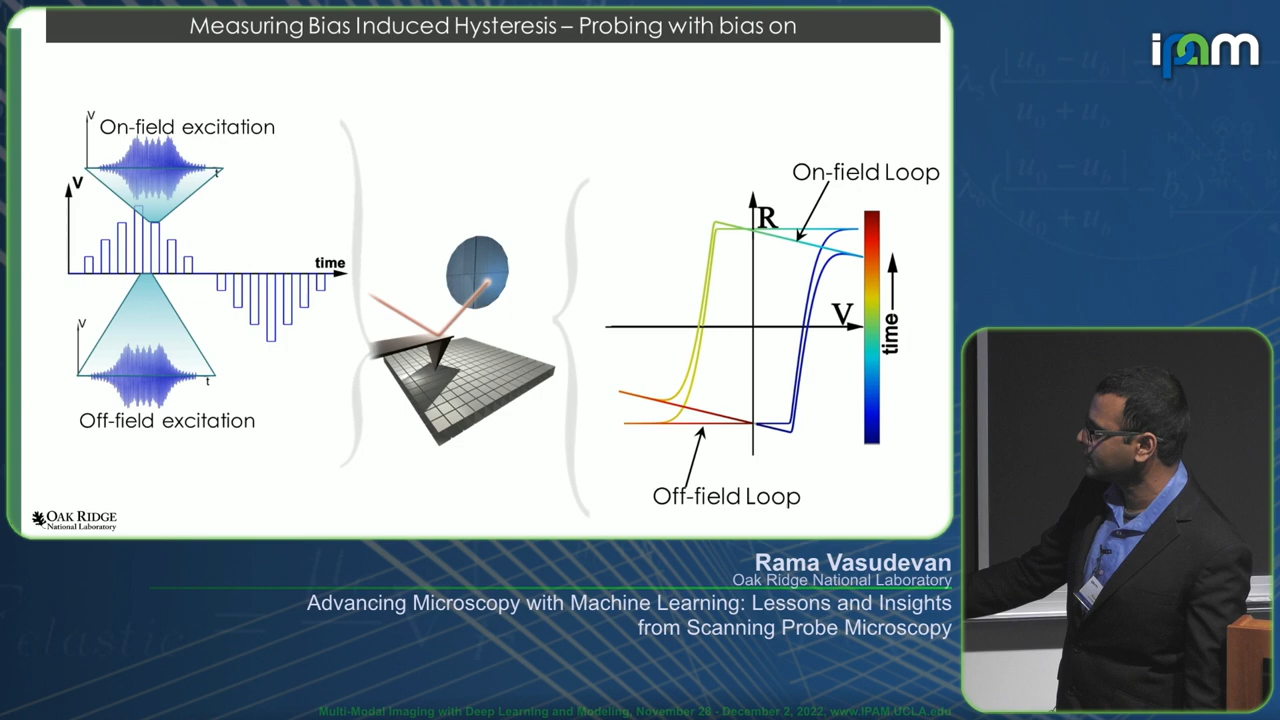 Measuring Bias Induced Hysteresis – Probing with bias on
ipam
V
On-field excitation
t
V
time
V
t
Off-field excitation
On-field Loop
R
V
time
Off-field Loop
OAK RIDGE
National Laboratory
Rama Vasudevan
Oak Ridge National Laboratory
Advancing Microscopy with Machine Learning: Lessons and Insights
from Scanning Probe Microscopy
elastic
Multi-Modal Imaging with Deep Learning and Modeling, November 28 - December 2, 2022, www.IPAM.UCLA.edu